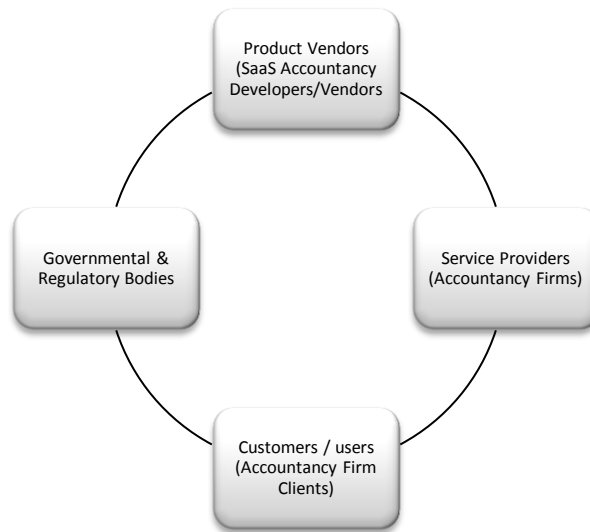 Product Vendors
(SaaS Accountancy
Developers/Vendors
Governmental &
Regulatory Bodies
Service Providers
(Accountancy Firms)
Customers / users
(Accountancy Firm
Clients)